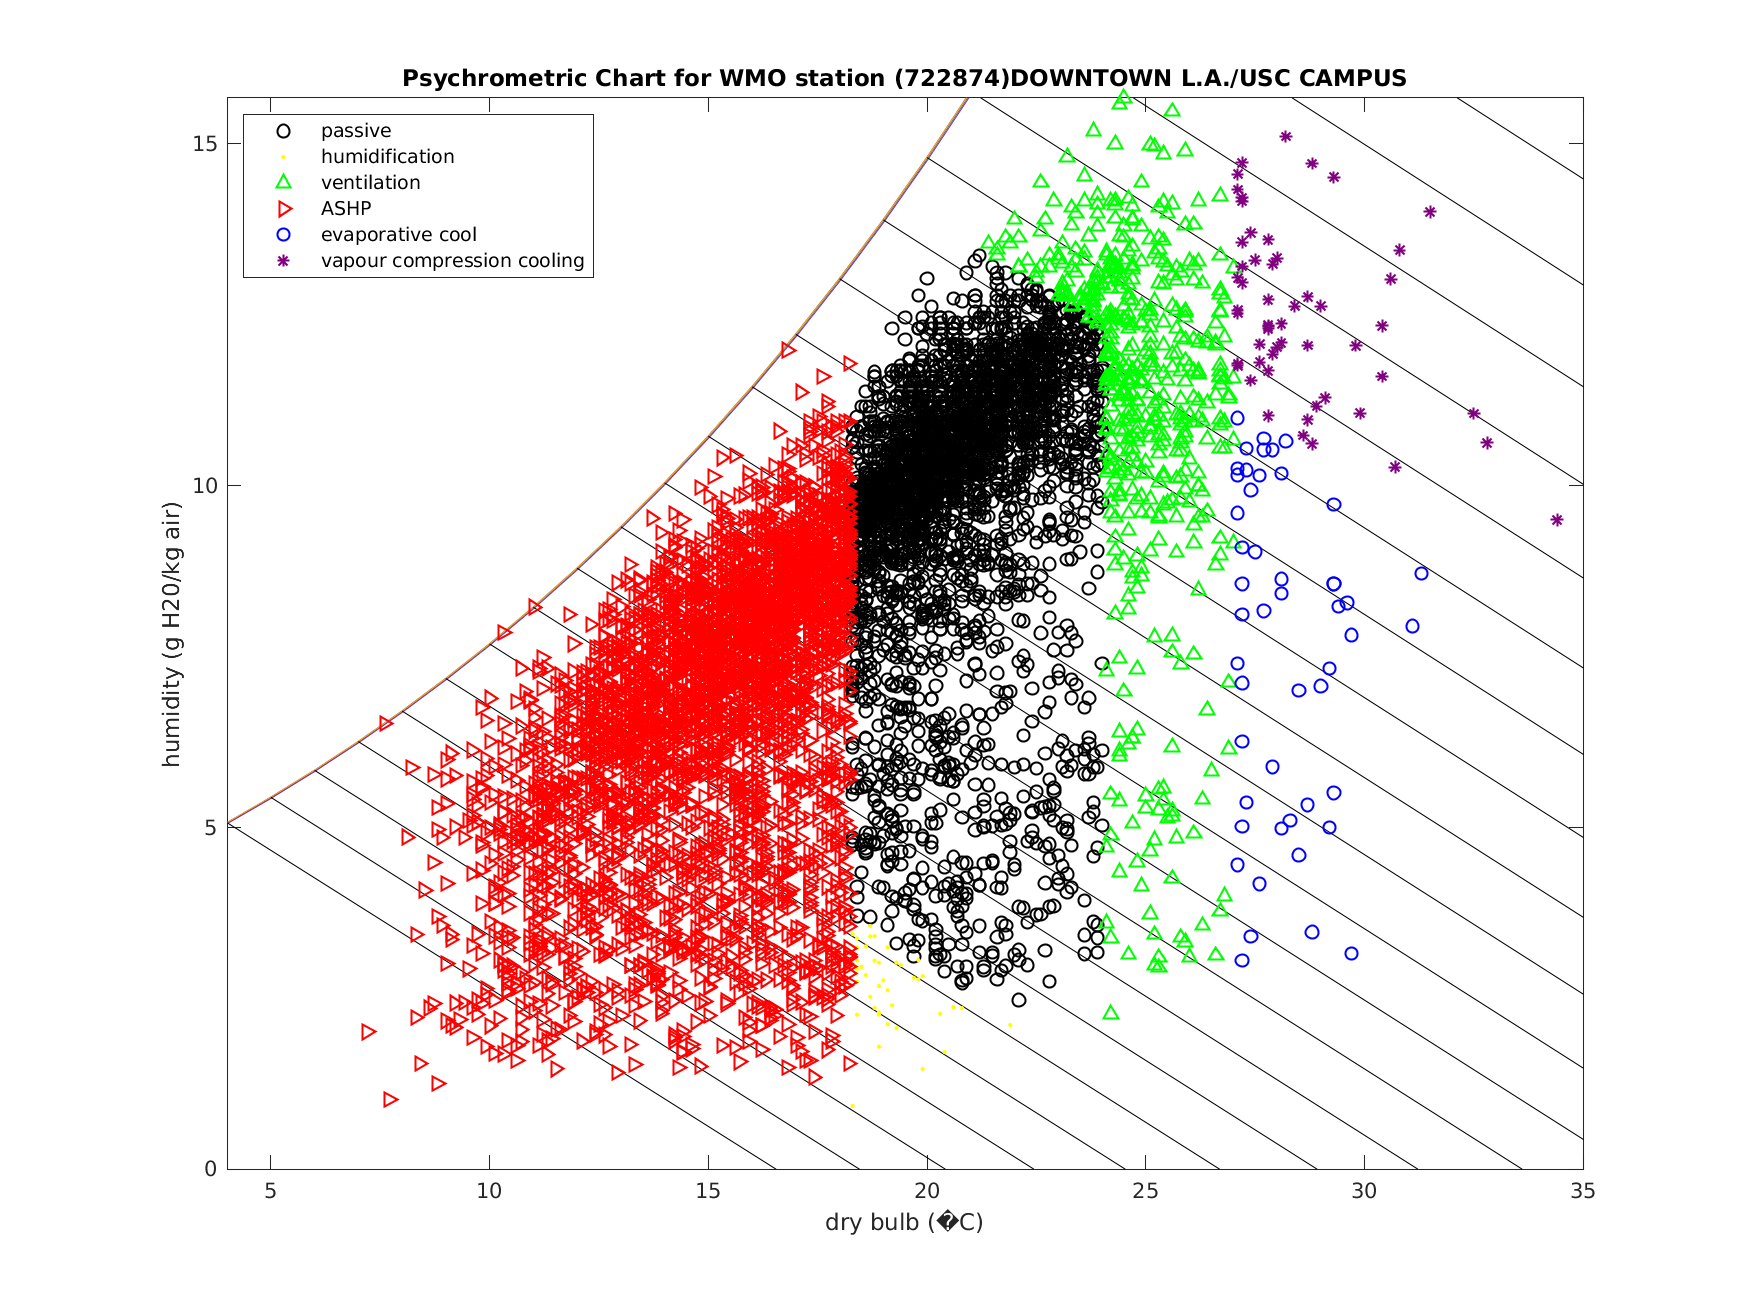 Psychrometric Chart for WMO station (722874)DOWNTOWN L.A./USC CAMPUS
passive
humidification
ventilation
ASHP
evaporative cool
vapour compression cooling
15
10
5
0
humidity (g H20/kg air)
5 10 15 20 25 30 35
dry bulb (�C)